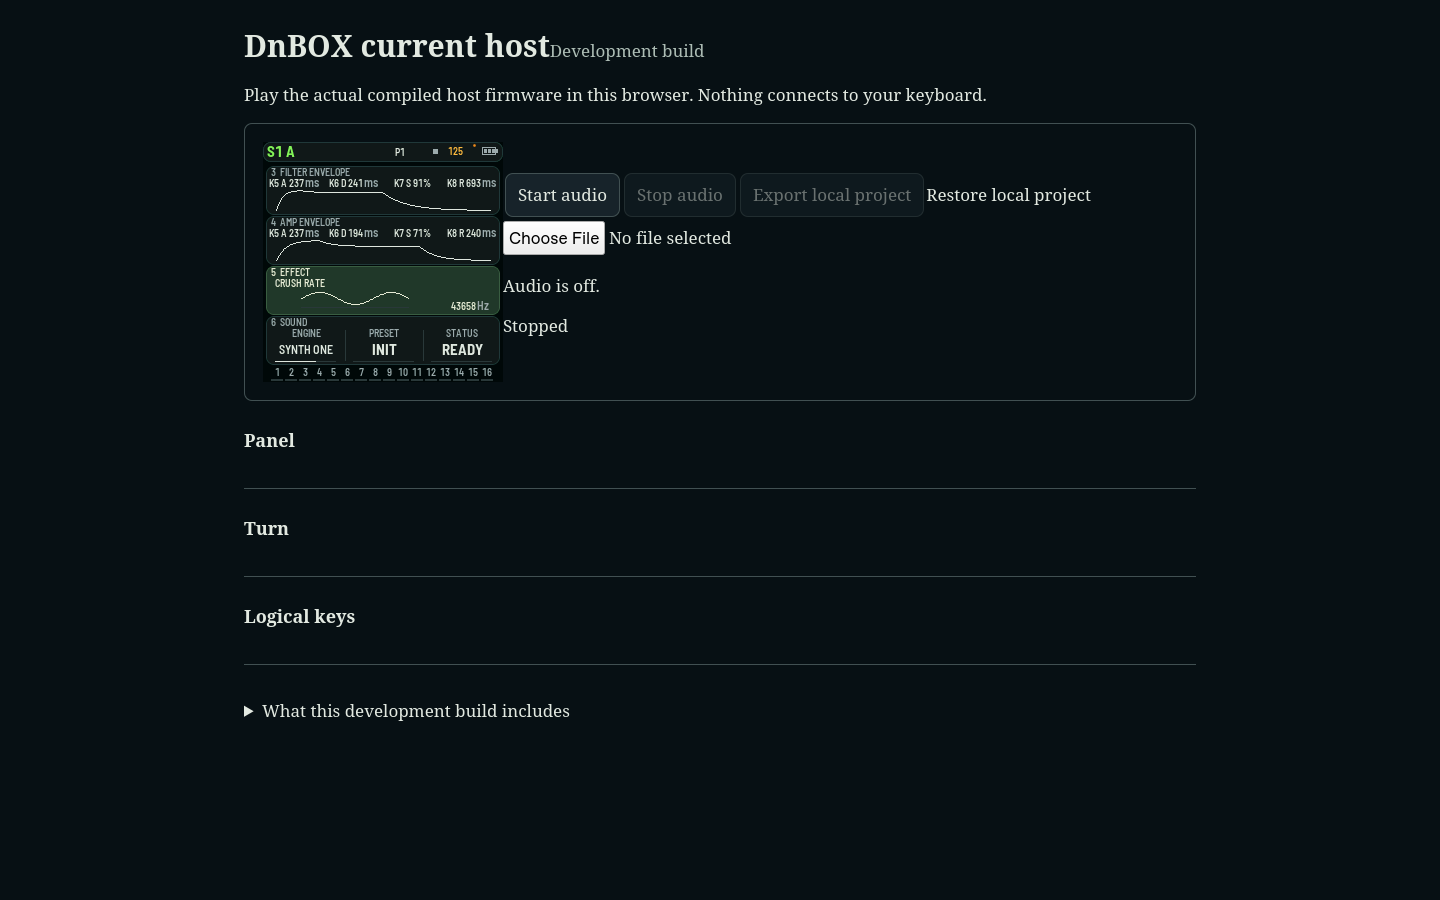 DnBOX current host Development build
Play the actual compiled host firmware in this browser. Nothing connects to your keyboard.
S1 A P1 125
3 FILTER ENVELOPE
K5 A 237ms K6 D 241ms K7 S 91% K8 R 693ms
4 AMP ENVELOPE
K5 A 237ms K6 D 194ms K7 S 71% K8 R 240ms
5 EFFECT
CRUSH RATE
43658Hz
6 SOUND
ENGINE PRESET STATUS
SYNTH ONE INIT READY
1 2 3 4 5 6 7 8 9 10 11 12 13 14 15 16
Start audio Stop audio Export local project Restore local project
Choose File No file selected
Audio is off.
Stopped
Panel
Turn
Logical keys
What this development build includes